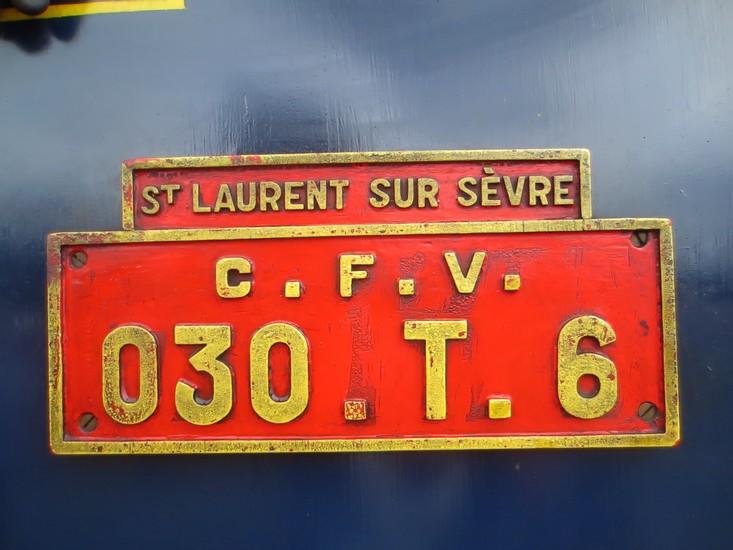 ST LAURENT SUR SÈVRE
C.F.V.
030.T.6